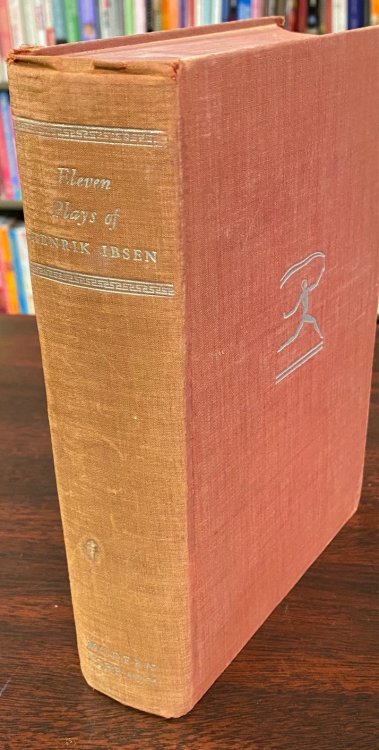 Eleven
Plays of
HENRIK IBSEN
MODERN
LIBRARY